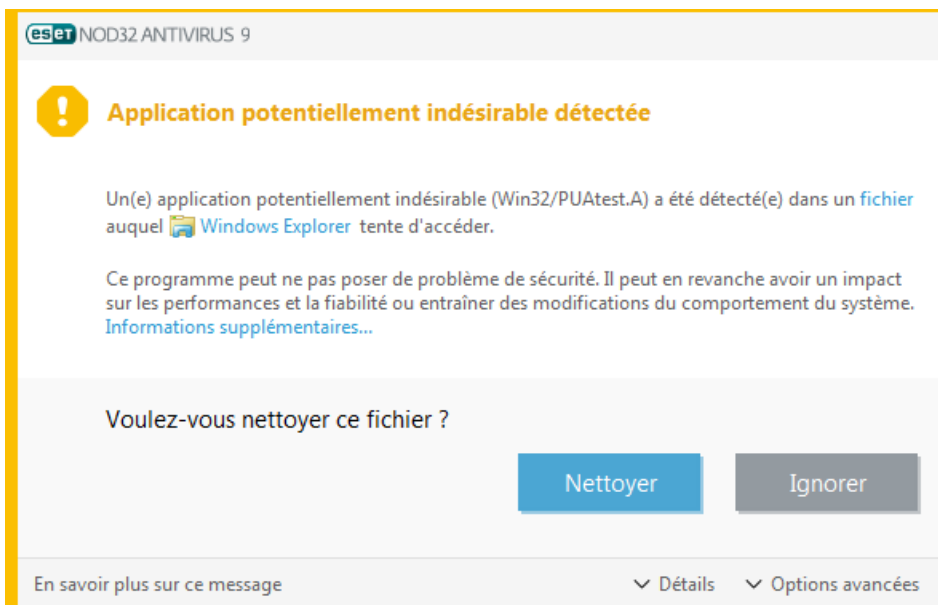 eset NOD32 ANTIVIRUS 9
Application potentiellement indésirable détectée
Un(e) application potentiellement indésirable (Win32/PUAtest.A) a été détecté(e) dans un fichier
auquel Windows Explorer tente d'accéder.
Ce programme peut ne pas poser de problème de sécurité. Il peut en revanche avoir un impact
sur les performances et la fiabilité ou entraîner des modifications du comportement du système.
Informations supplémentaires...
Voulez-vous nettoyer ce fichier ?
Nettoyer
Ignorer
En savoir plus sur ce message
Détails
Options avancées